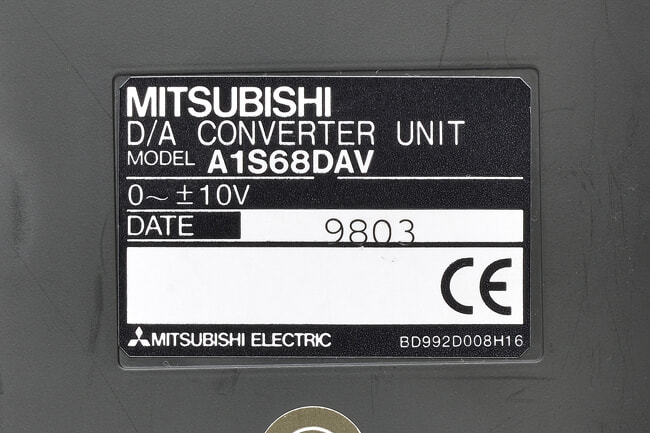 MITSUBISHI
D/A CONVERTER UNIT
MODEL A1S68DAV
0~ ±10V
DATE 9803
CE
MITSUBISHI ELECTRIC BD992D008H16